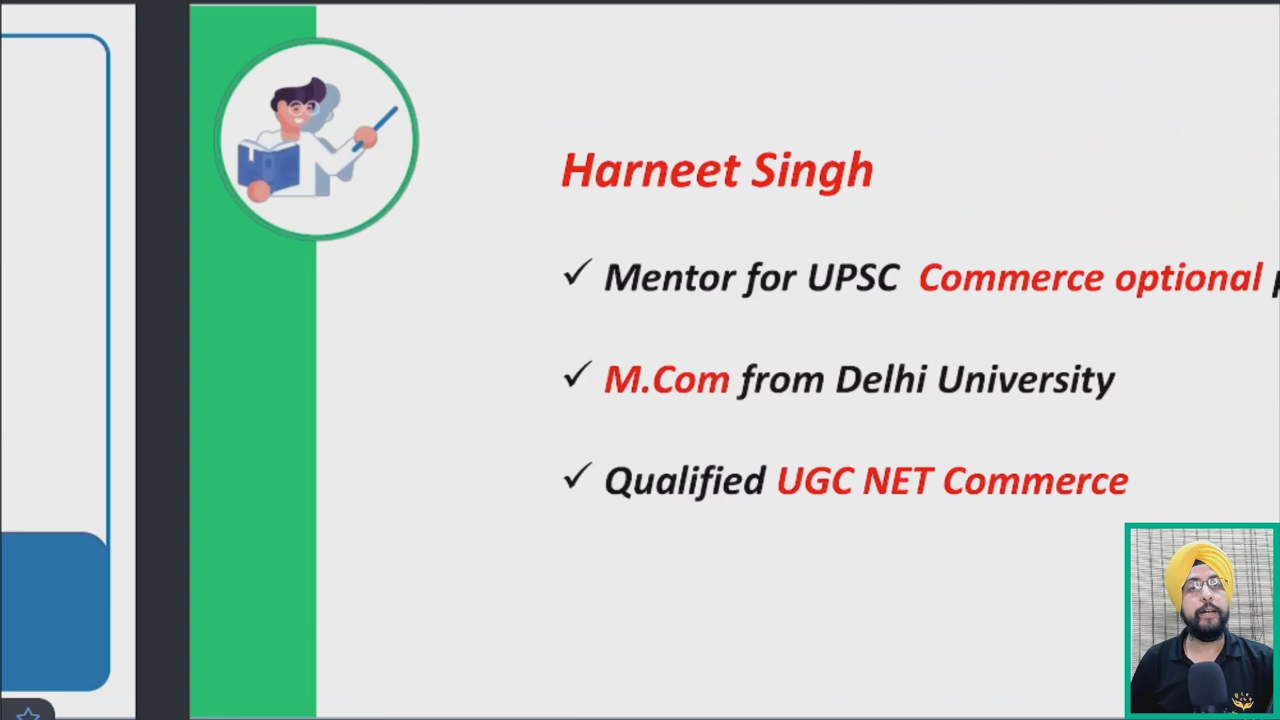 Harneet Singh
✓ Mentor for UPSC Commerce optional
✓ M.Com from Delhi University
✓ Qualified UGC NET Commerce